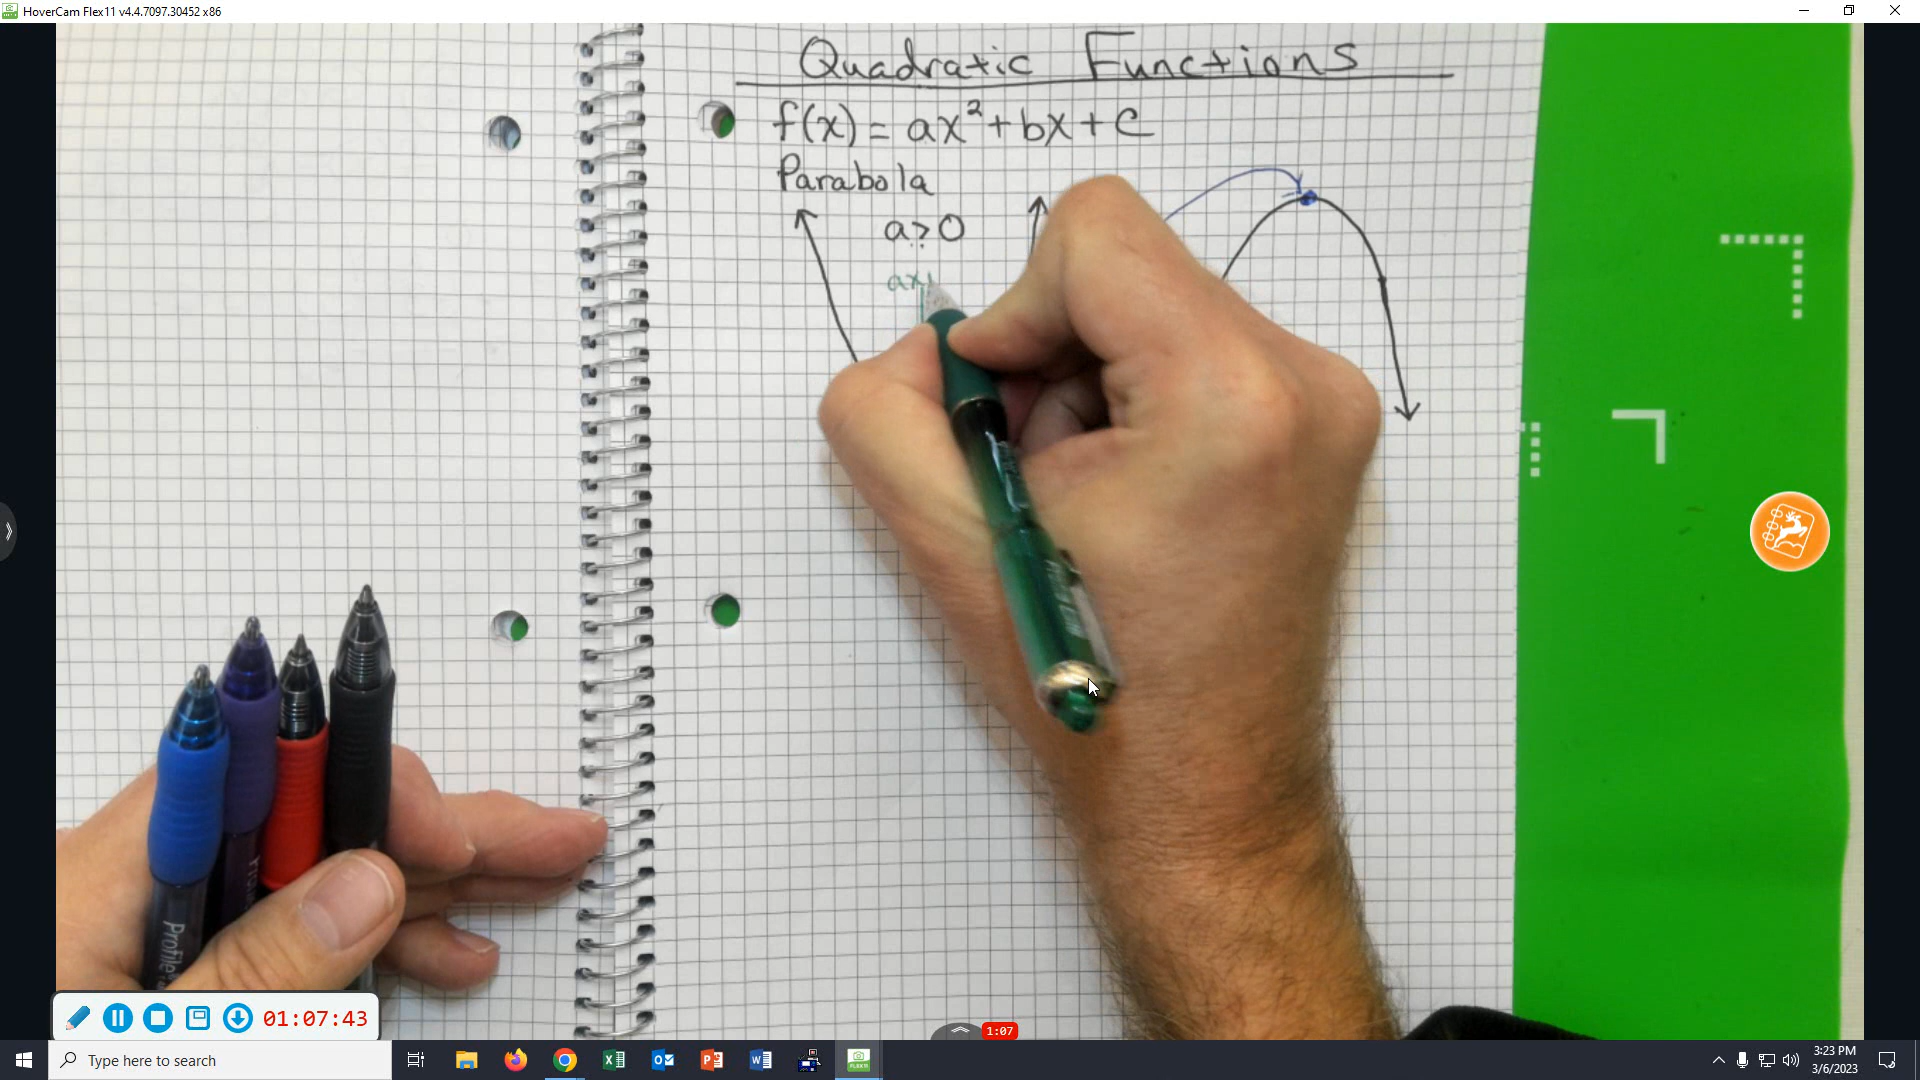 HoverCam Flex11 v4.4.7097.30452 x86
Quadratic Functions
f(x) = ax² + bx + c
Parabola
a > 0
Profile
01:07:43
1:07
Type here to search
3:23 PM
3/6/2023